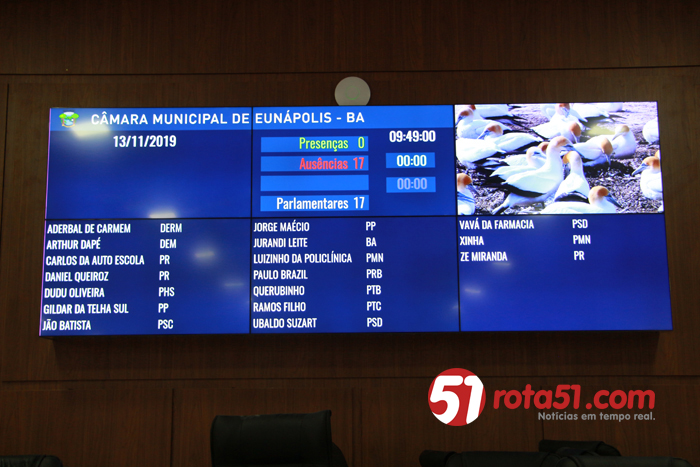 CÂMARA MUNICIPAL DE EUNÁPOLIS - BA
13/11/2019
09:49:00
Presenças 0
Ausências 17
00:00
00:00
Parlamentares 17
ADERBAL DE CARMEM DERM
ARTHUR DAPÉ DEM
CARLOS DA AUTO ESCOLA PR
DANIEL QUEIROZ PR
DUDU OLIVEIRA PHS
GILDAR DA TELHA SUL PP
JÃO BATISTA PSC
JORGE MAÉCIO PP
JURANDI LEITE BA
LUIZINHO DA POLICLÍNICA PMN
PAULO BRAZIL PRB
QUERUBINHO PTB
RAMOS FILHO PTC
UBALDO SUZART PSD
VAVÁ DA FARMACIA PSD
XINHA PMN
ZE MIRANDA PR
51 rota51.com
Notícias em tempo real.